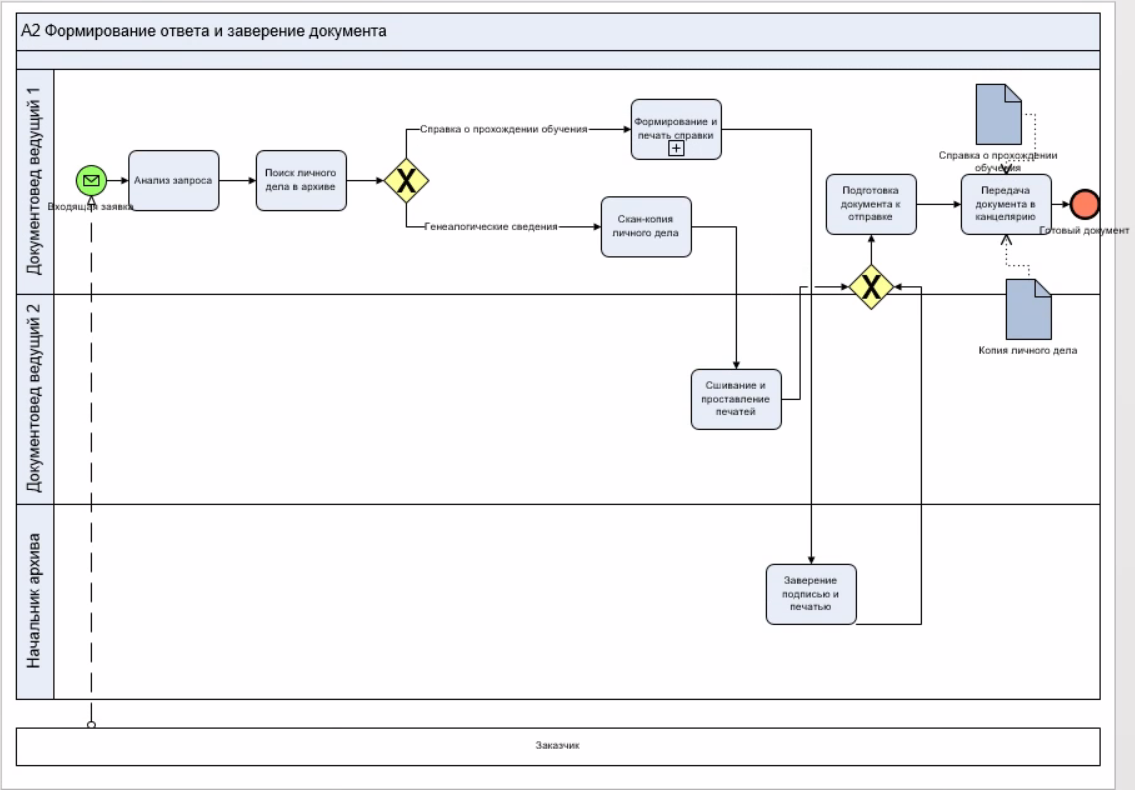 А2 Формирование ответа и заверение документа
Документовед ведущий 1
Входящая заявка
Анализ запроса
Поиск личного
дела в архиве
Справка о прохождении обучения
Формирование и
печать справки
Генеалогические сведения
Скан-копия
личного дела
Справка о прохождении
обучения
Подготовка
документа к
отправке
Передача
документа в
канцелярию
Готовый документ
Копия личного дела
Документовед ведущий 2
Сшивание и
проставление
печатей
Начальник архива
Заверение
подписью и
печатью
Заказчик